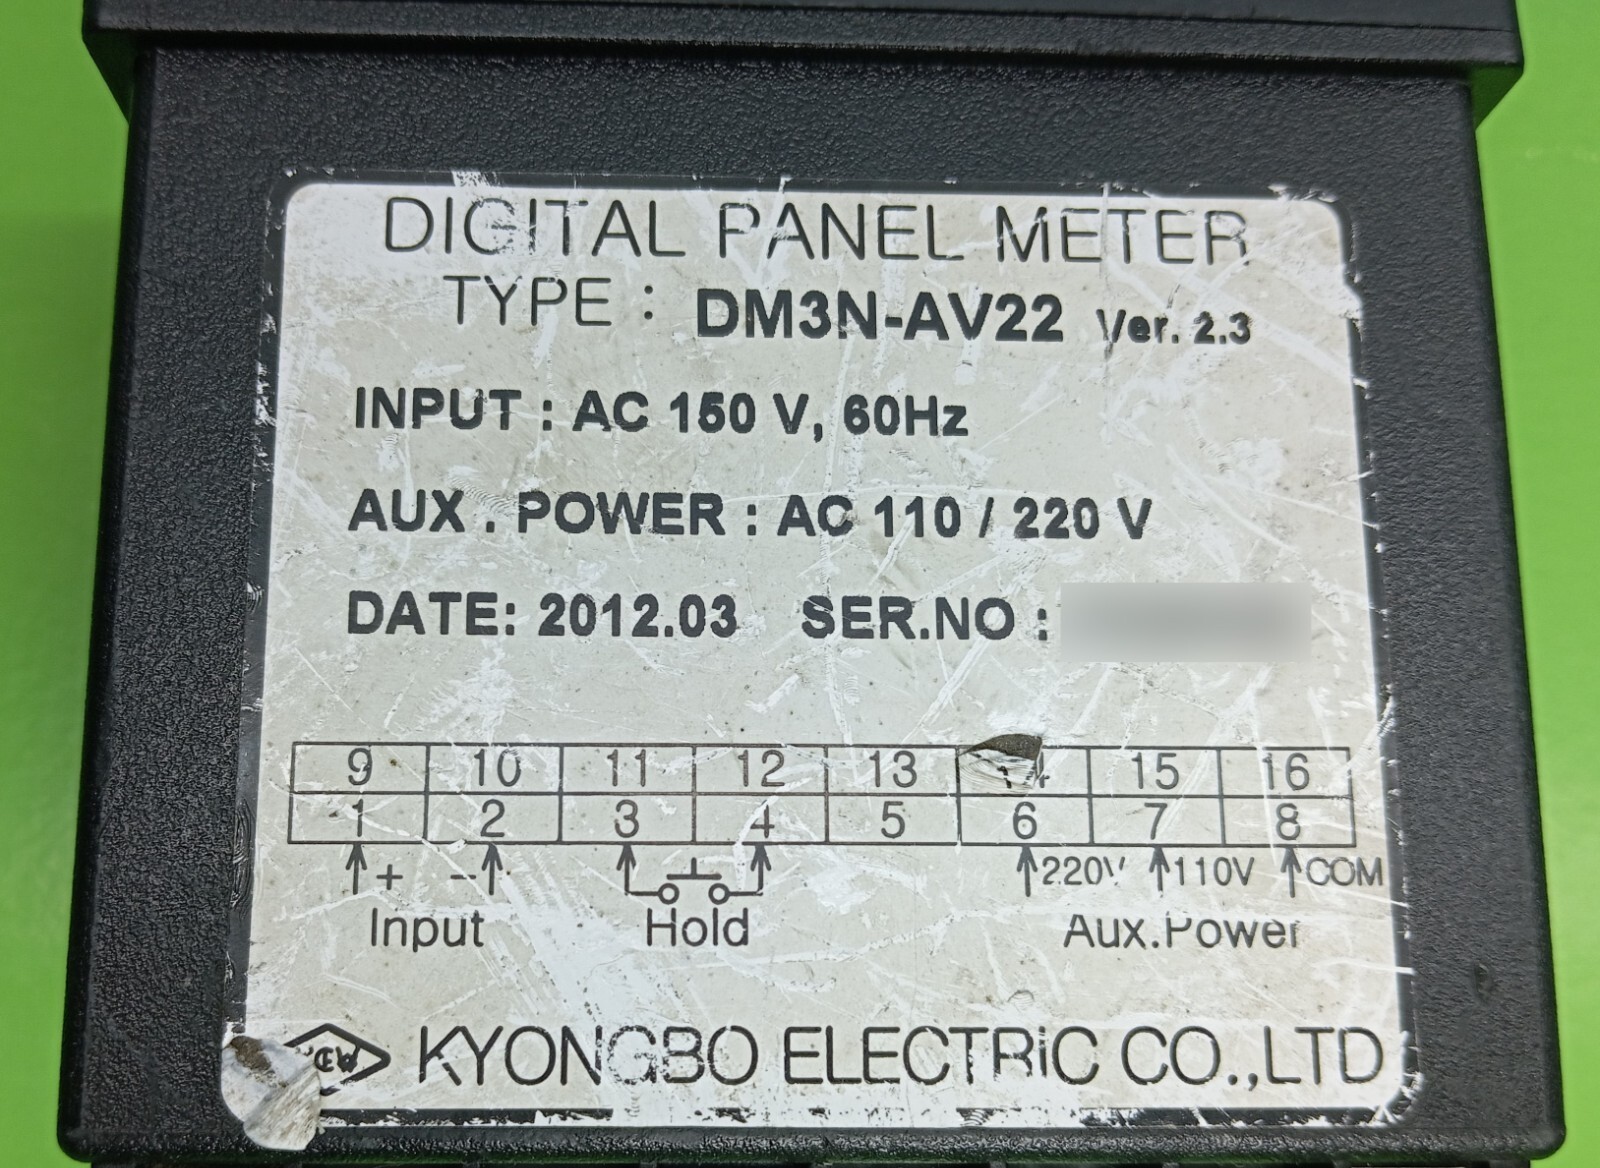 DIGITAL PANEL METER
TYPE : DM3N-AV22 Ver. 2.3
INPUT : AC 150 V, 60Hz
AUX . POWER : AC 110 / 220 V
DATE: 2012.03 SER.NO :
9 10 11 12 13 14 15 16
1 2 3 4 5 6 7 8
+ - 220V 110V COM
Input Hold Aux.Power
KYONGBO ELECTRIC CO.,LTD